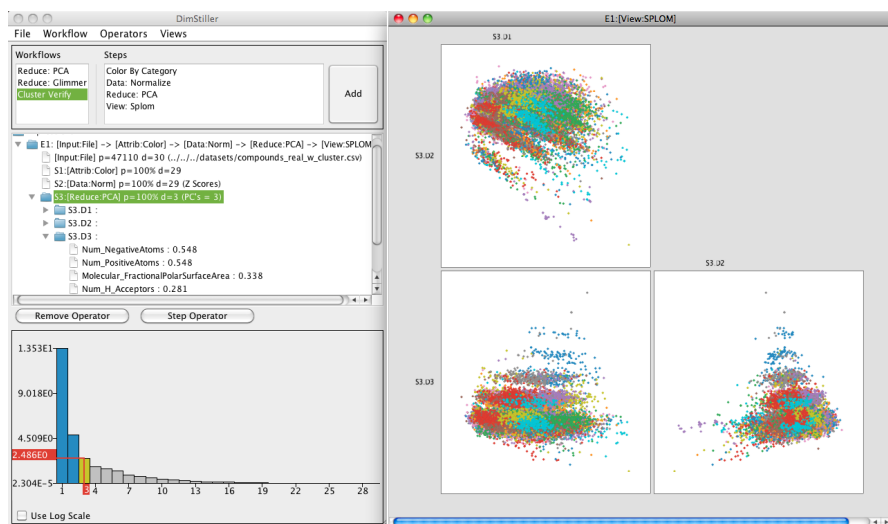 DimStiller
File Workflow Operators Views
Workflows
Steps
Reduce: PCA
Reduce: Glimmer
Cluster Verify
Color By Category
Data: Normalize
Reduce: PCA
View: Splom
Add
E1: [Input:File] -> [Attrib:Color] -> [Data:Norm] -> [Reduce:PCA] -> [View:SPLOM]
[Input:File] p=47110 d=30 (../../../datasets/compounds_real_w_cluster.csv)
S1:[Attrib:Color] p=100% d=29
S2:[Data:Norm] p=100% d=29 (Z Scores)
S3:[Reduce:PCA] p=100% d=3 (PC's = 3)
S3.D1 :
S3.D2 :
S3.D3 :
Num_NegativeAtoms : 0.548
Num_PositiveAtoms : 0.548
Molecular_FractionalPolarSurfaceArea : 0.338
Num_H_Acceptors : 0.281
Remove Operator
Step Operator
1.353E1
9.018E0
4.509E0
2.486E0
2.304E-5
1 3 4 7 10 13 16 19 22 25 28
Use Log Scale
E1:[View:SPLOM]
S3.D1
S3.D2
S3.D2
S3.D3